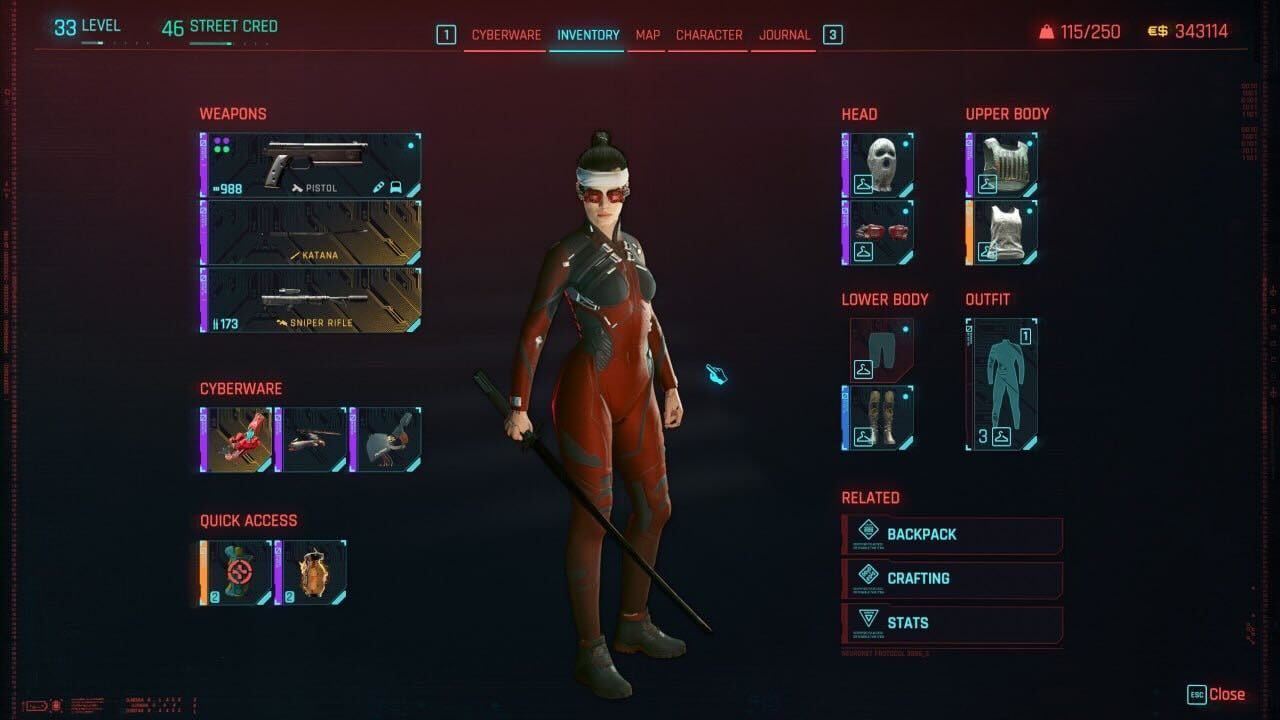 33 LEVEL
46 STREET CRED
1 CYBERWARE INVENTORY MAP CHARACTER JOURNAL 3
115/250
€$ 343114
WEAPONS
988 PISTOL
KATANA
173 SNIPER RIFLE
CYBERWARE
QUICK ACCESS
2
2
HEAD
UPPER BODY
LOWER BODY
OUTFIT
1
3
RELATED
BACKPACK
CRAFTING
STATS
ESC Close